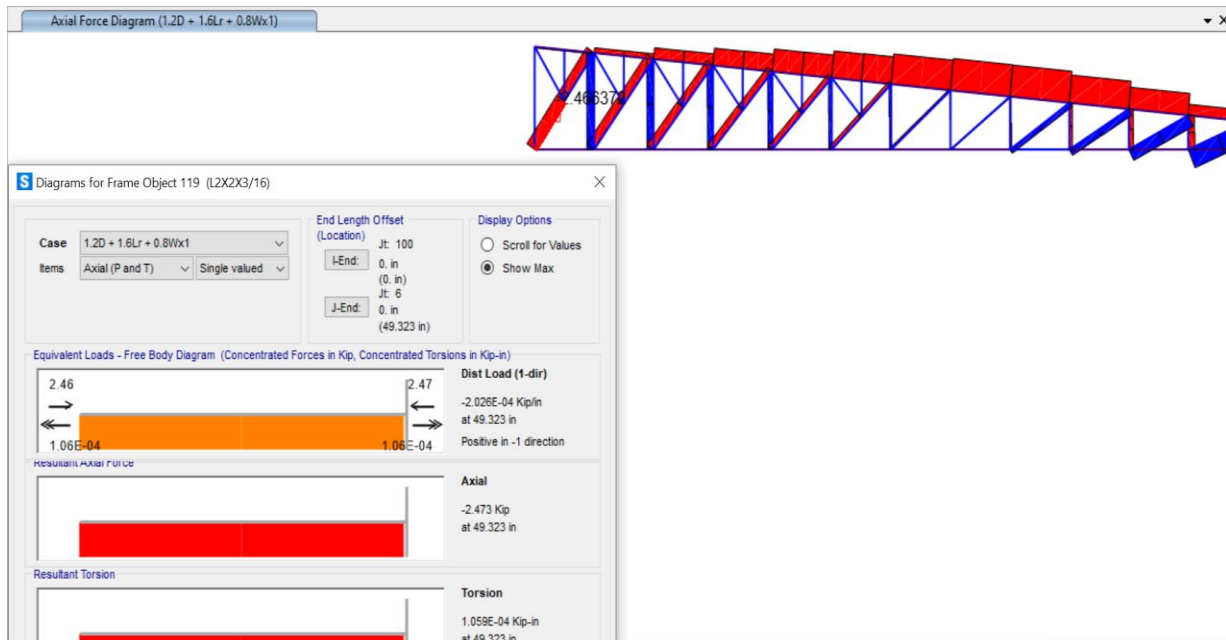 Axial Force Diagram (1.2D + 1.6Lr + 0.8Wx1)
Diagrams for Frame Object 119 (L2X2X3/16)
Case
1.2D + 1.6Lr + 0.8Wx1
Items
Axial (P and T)
Single valued
End Length Offset
(Location)
I-End:
Jt: 100
0. in
(0. in)
J-End:
Jt: 6
0. in
(49.323 in)
Display Options
Scroll for Values
Show Max
Equivalent Loads - Free Body Diagram (Concentrated Forces in Kip, Concentrated Torsions in Kip-in)
2.46
2.47
1.06E-04
1.06E-04
Dist Load (1-dir)
-2.026E-04 Kip/in
at 49.323 in
Positive in -1 direction
Resultant Axial Force
Axial
-2.473 Kip
at 49.323 in
Resultant Torsion
Torsion
1.059E-04 Kip-in
at 49.323 in